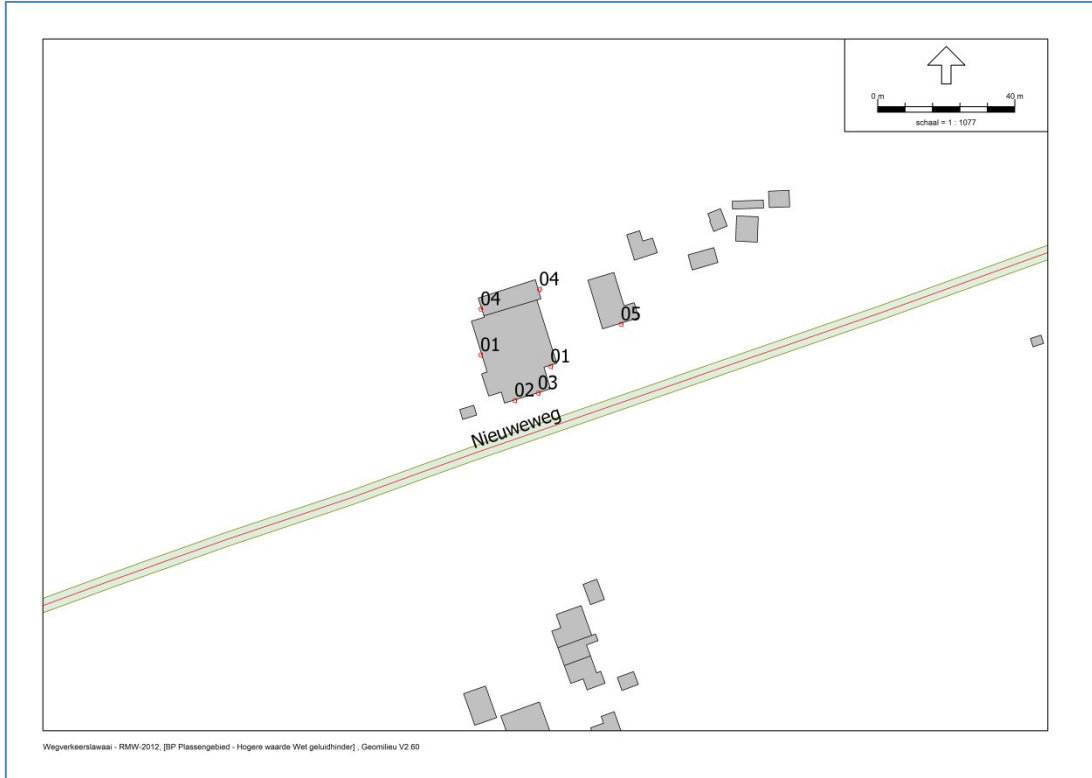 0 m 40 m
schaal = 1 : 1077
04
04
05
01
01
03
02
Nieuweweg
Wegverkeerslawaai - RMW-2012, [BP Plassengebied - Hogere waarde Wet geluidhinder] , Geomilieu V2.60